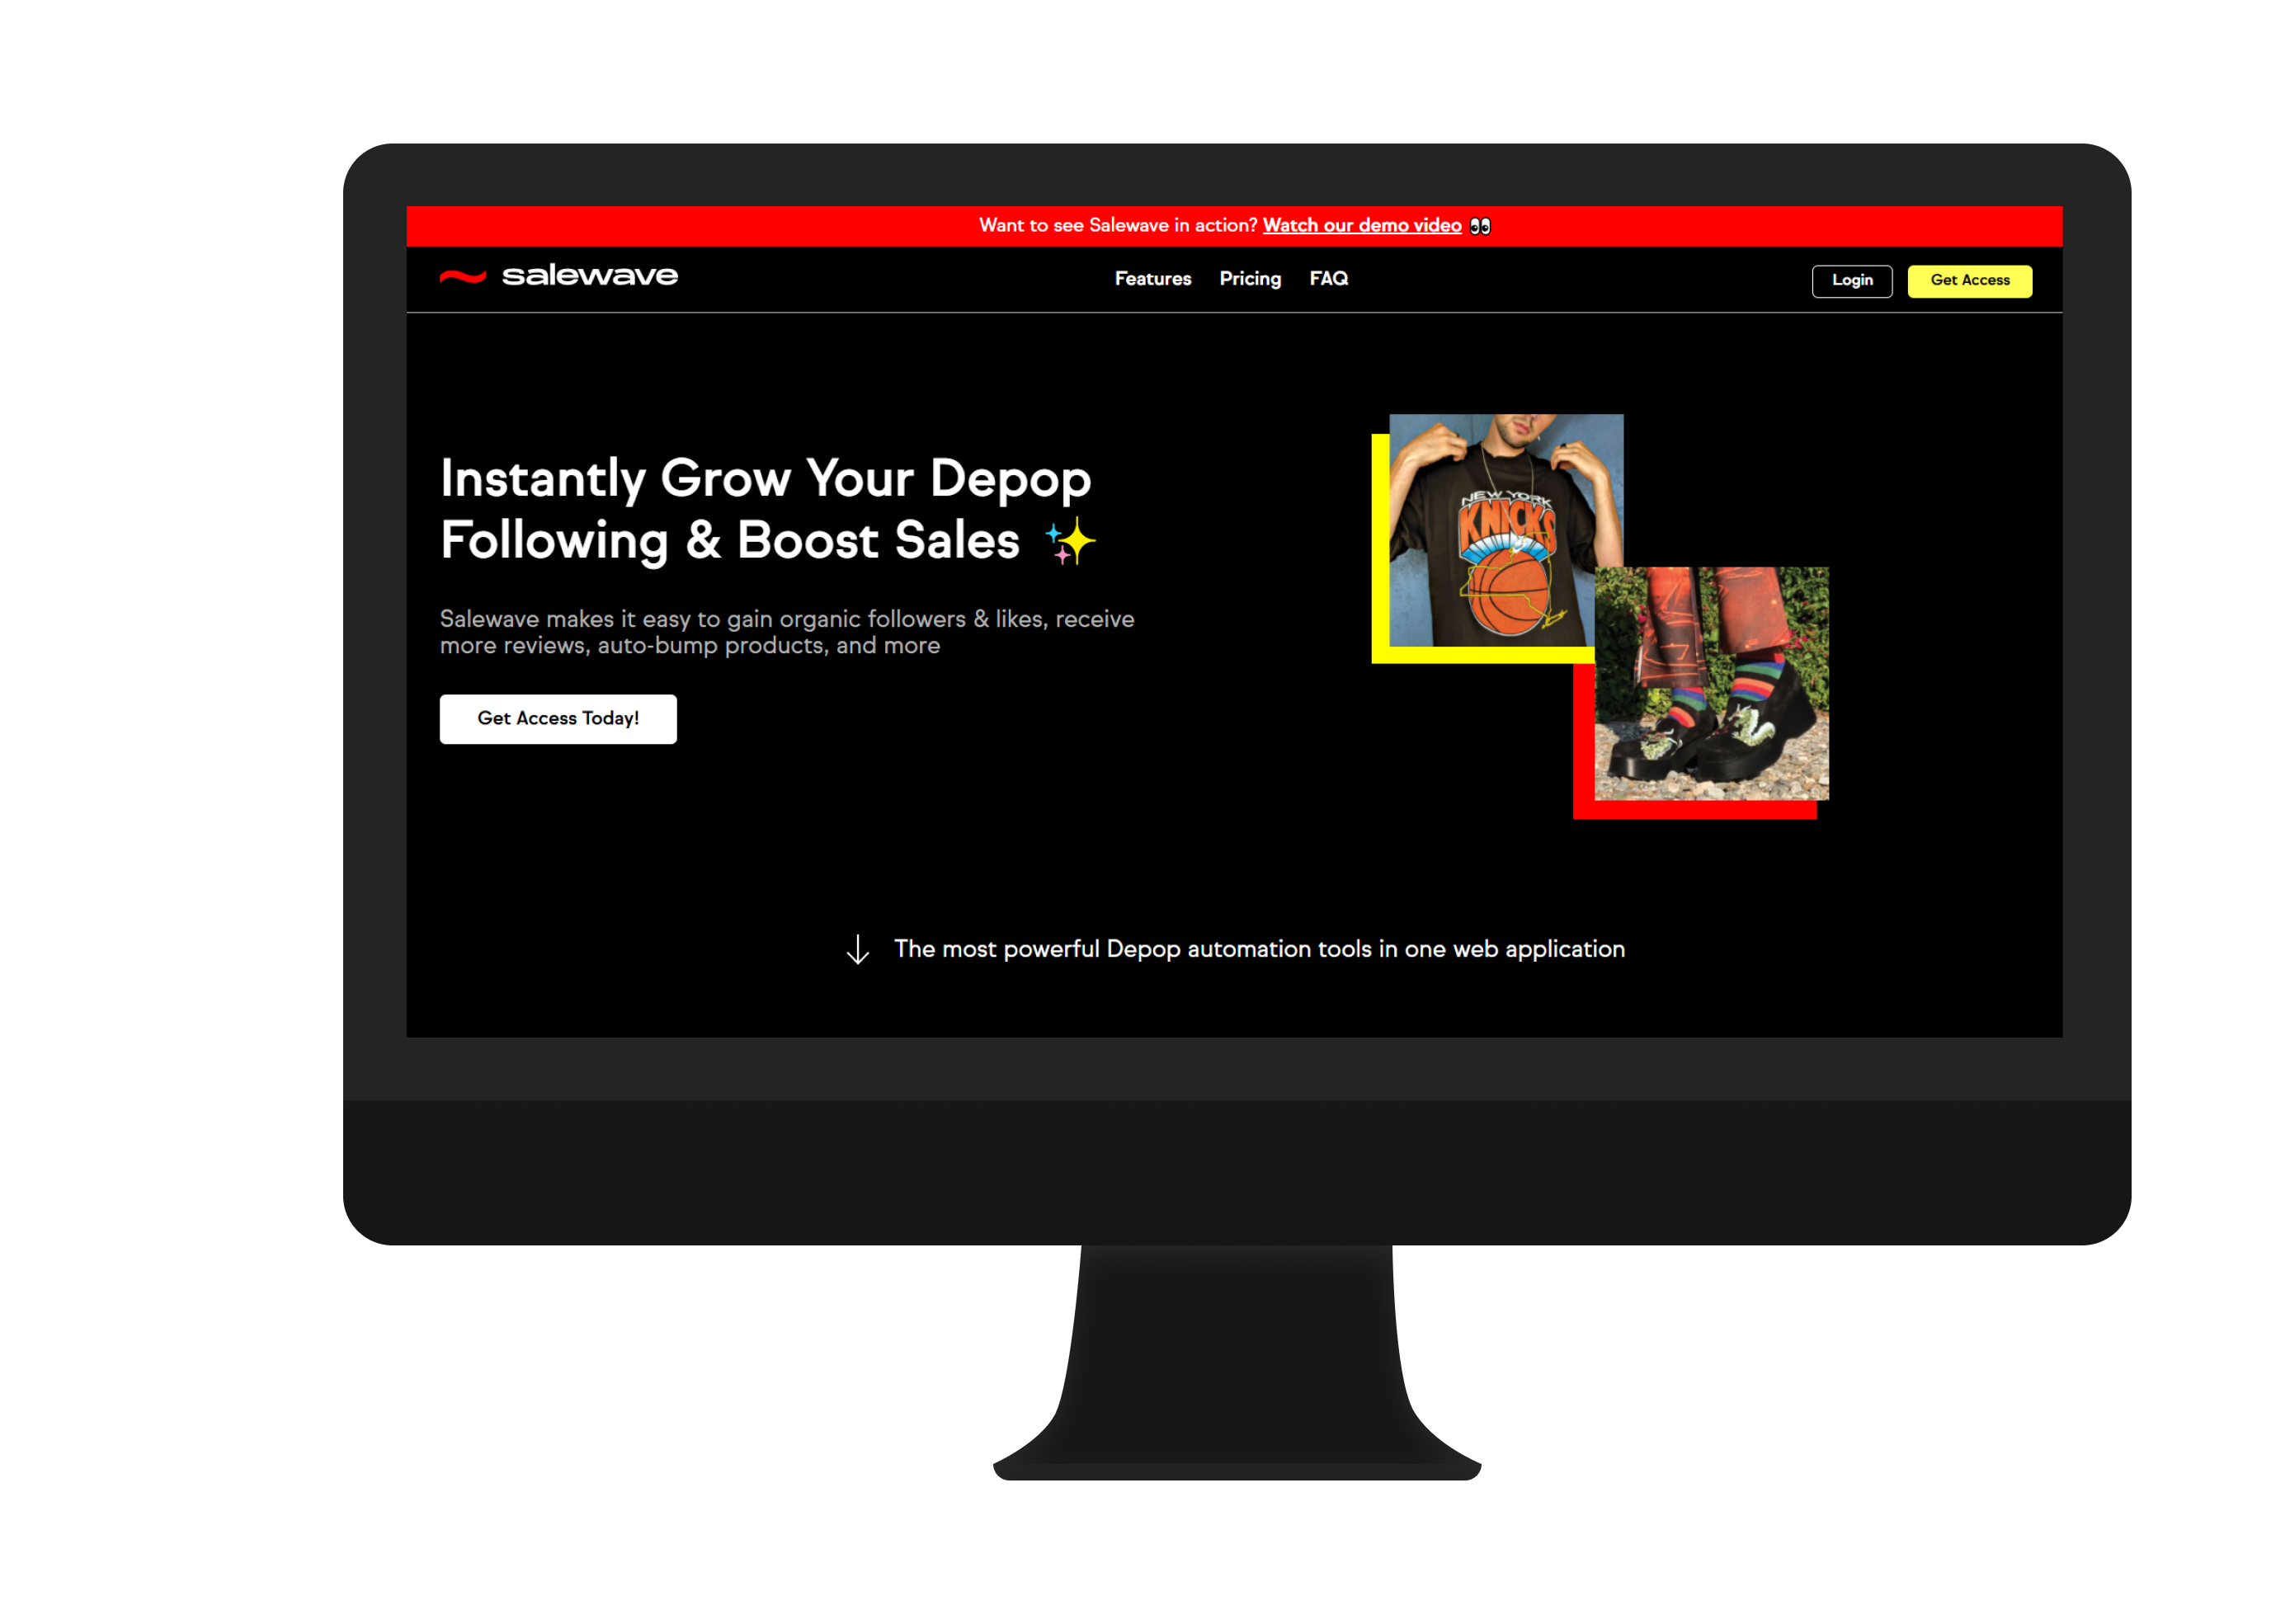 Want to see Salewave in action? Watch our demo video 👀
salewave
Features Pricing FAQ
Login Get Access
Instantly Grow Your Depop
Following & Boost Sales ✨
Salewave makes it easy to gain organic followers & likes, receive
more reviews, auto-bump products, and more
Get Access Today!
NEW YORK
KNICKS
↓ The most powerful Depop automation tools in one web application